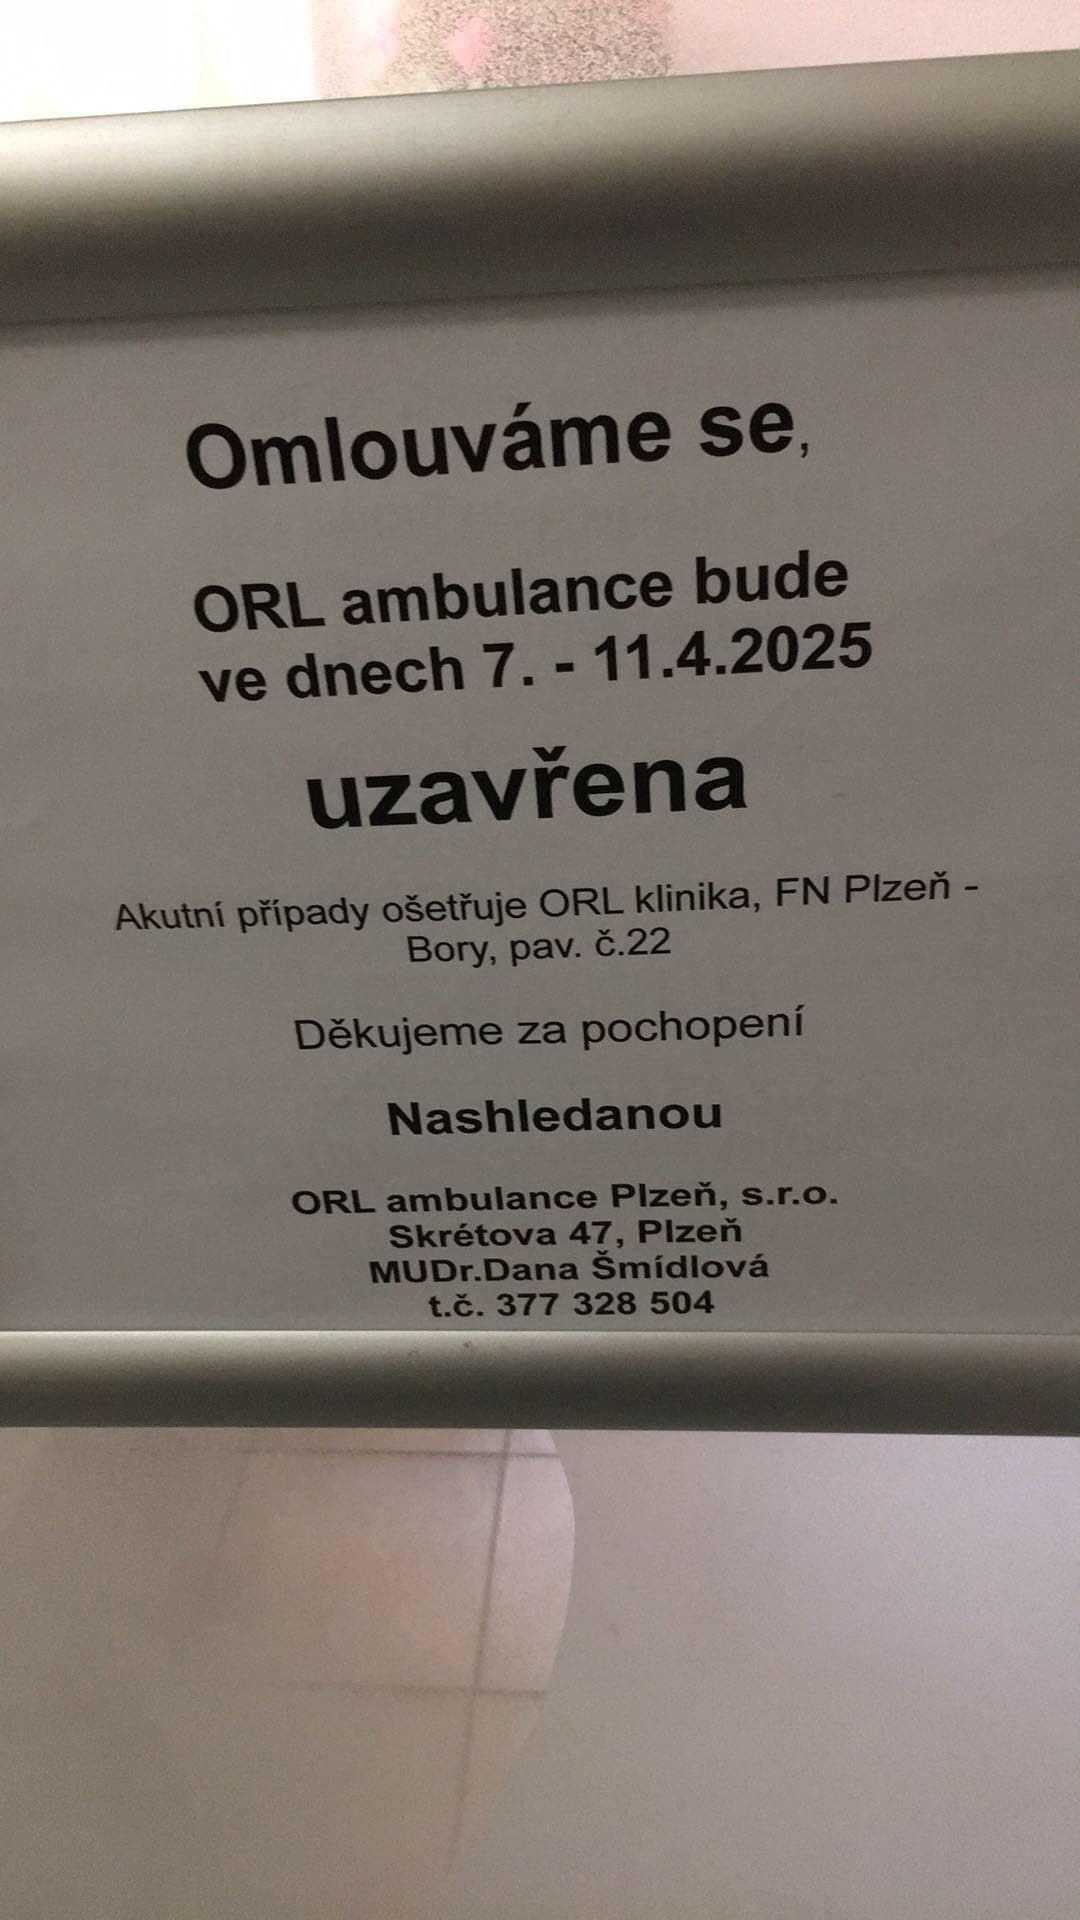 Omlouváme se,
ORL ambulance bude
ve dnech 7. - 11.4.2025
uzavřena
Akutní případy ošetřuje ORL klinika, FN Plzeň -
Bory, pav. č.22
Děkujeme za pochopení
Nashledanou
ORL ambulance Plzeň, s.r.o.
Skrétova 47, Plzeň
MUDr.Dana Šmídlová
t.č. 377 328 504